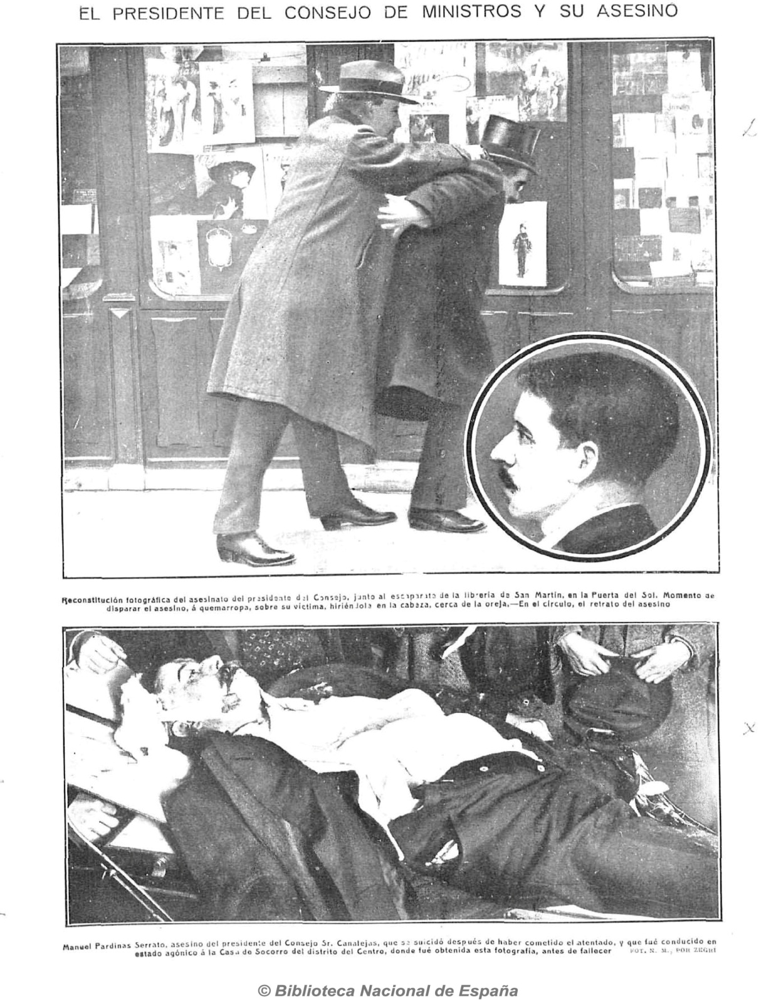 EL PRESIDENTE DEL CONSEJO DE MINISTROS Y SU ASESINO
Reconstitución fotográfica del asesinato del presidente del Consejo, junto al escaparate de la librería de San Martín, en la Puerta del Sol. Momento de
disparar el asesino, á quemarropa, sobre su víctima, hiriéndole en la cabeza, cerca de la oreja.—En el círculo, el retrato del asesino
Manuel Pardinas Serrato, asesino del presidente del Consejo Sr. Canalejas, que se suicidó después de haber cometido el atentado, y que fué conducido en
estado agónico á la Casa de Socorro del distrito del Centro, donde fué obtenida esta fotografía, antes de fallecer FOT. N. M., POR ZEGRÍ
© Biblioteca Nacional de España